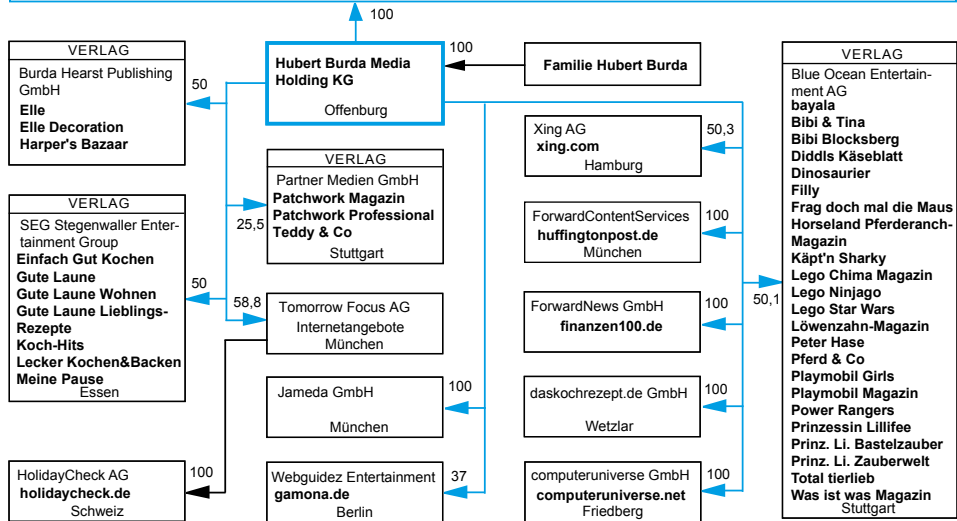 100
VERLAG
Burda Hearst Publishing
GmbH
Elle
Elle Decoration
Harper's Bazaar
50
Hubert Burda Media
Holding KG
Offenburg
100
Familie Hubert Burda
VERLAG
Partner Medien GmbH
Patchwork Magazin
Patchwork Professional
Teddy & Co
Stuttgart
25,5
VERLAG
SEG Stegenwaller Enter-
tainment Group
Einfach Gut Kochen
Gute Laune
Gute Laune Wohnen
Gute Laune Lieblings-
Rezepte
Koch-Hits
Lecker Kochen&Backen
Meine Pause
Essen
50
58,8
Tomorrow Focus AG
Internetangebote
München
Jameda GmbH
München
100
HolidayCheck AG
holidaycheck.de
Schweiz
100
Webguidez Entertainment
gamona.de
Berlin
37
Xing AG
xing.com
Hamburg
50,3
ForwardContentServices
huffingtonpost.de
München
100
ForwardNews GmbH
finanzen100.de
100
daskochrezept.de GmbH
Wetzlar
100
computeruniverse GmbH
computeruniverse.net
Friedberg
100
50,1
VERLAG
Blue Ocean Entertain-
ment AG
bayala
Bibi & Tina
Bibi Blocksberg
Diddls Käseblatt
Dinosaurier
Filly
Frag doch mal die Maus
Horseland Pferderanch-
Magazin
Käpt'n Sharky
Lego Chima Magazin
Lego Ninjago
Lego Star Wars
Löwenzahn-Magazin
Peter Hase
Pferd & Co
Playmobil Girls
Playmobil Magazin
Power Rangers
Prinzessin Lillifee
Prinz. Li. Bastelzauber
Prinz. Li. Zauberwelt
Total tierlieb
Was ist was Magazin
Stuttgart